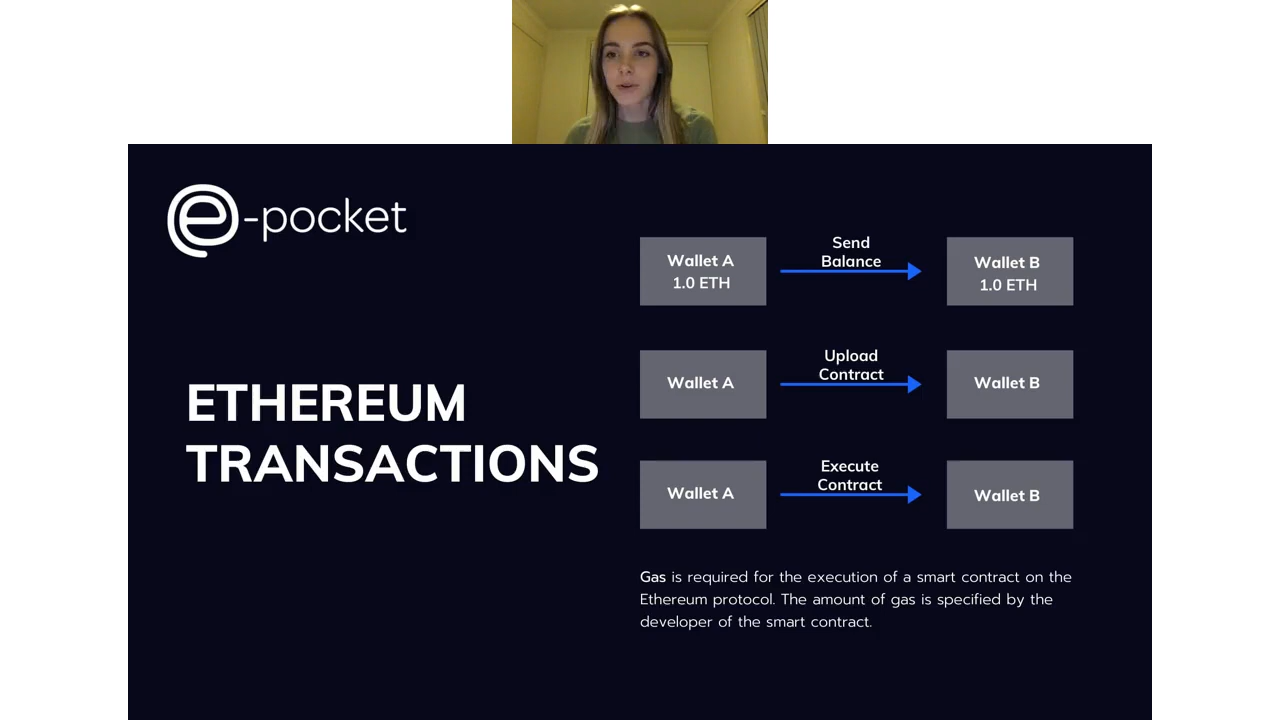 e-pocket
ETHEREUM
TRANSACTIONS
Wallet A
1.0 ETH
Send
Balance
Wallet B
1.0 ETH
Wallet A
Upload
Contract
Wallet B
Wallet A
Execute
Contract
Wallet B
Gas is required for the execution of a smart contract on the
Ethereum protocol. The amount of gas is specified by the
developer of the smart contract.